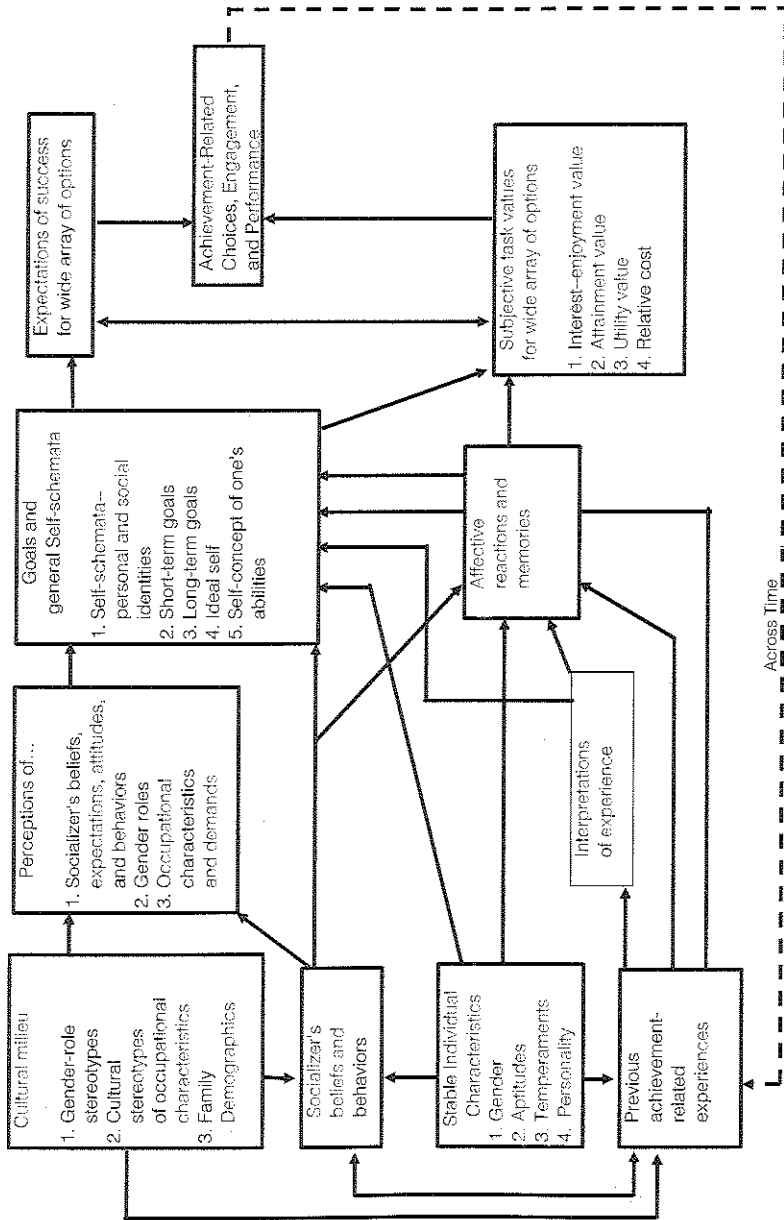 Cultural milieu
1. Gender-role
stereotypes
2. Cultural
stereotypes
of occupational
characteristics
3. Family
Demographics
Perceptions of...
1. Socializer's beliefs,
expectations, attitudes,
and behaviors
2. Gender roles
3. Occupational
characteristics
and demands
Goals and
general Self-schemata
1. Self-schemata--
personal and social
identities
2. Short-term goals
3. Long-term goals
4. Ideal self
5. Self-concept of one's
abilities
Expectations of success
for wide array of options
Achievement-Related
Choices, Engagement,
and Performance
Socializer's
beliefs and
behaviors
Stable Individual
Characteristics
1. Gender
2. Aptitudes
3. Temperaments
4. Personality
Previous
achievement-
related
experiences
Interpretations
of experience
Affective
reactions and
memories
Subjective task values
for wide array of options
1. Interest–enjoyment value
2. Attainment value
3. Utility value
4. Relative cost
Across Time